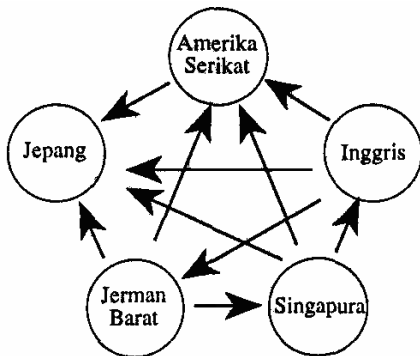 Amerika
Serikat
Jepang
Inggris
Jerman
Barat
Singapura